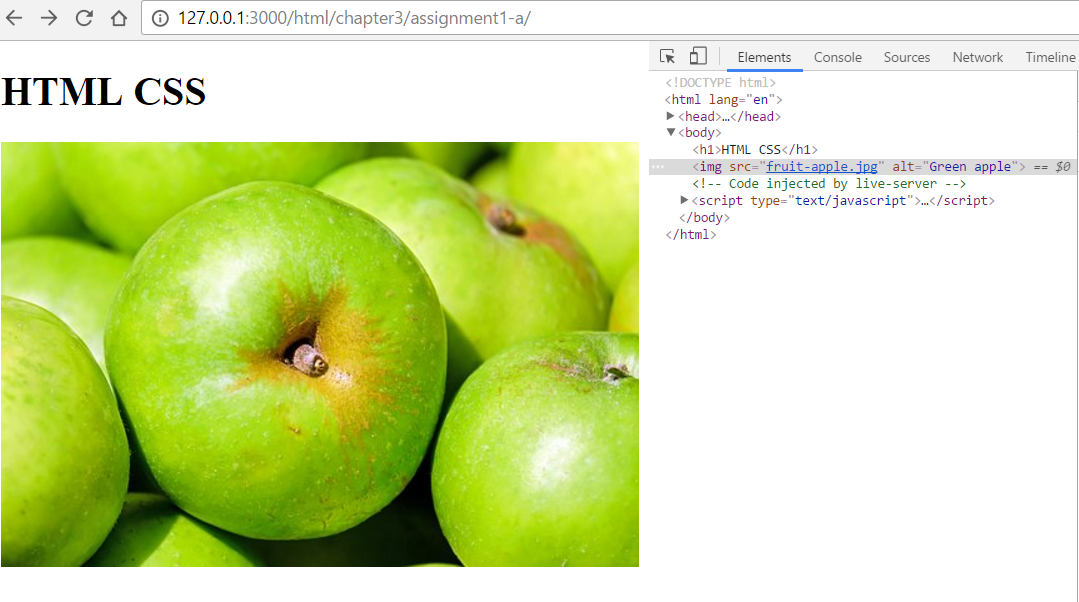 127.0.0.1:3000/html/chapter3/assignment1-a/
Elements Console Sources Network Timeline
HTML CSS
<!DOCTYPE html>
<html lang="en">
▶<head>…</head>
▼<body>
<h1>HTML CSS</h1>
<img src="fruit-apple.jpg" alt="Green apple"> == $0
<!-- Code injected by live-server -->
▶<script type="text/javascript">…</script>
</body>
</html>